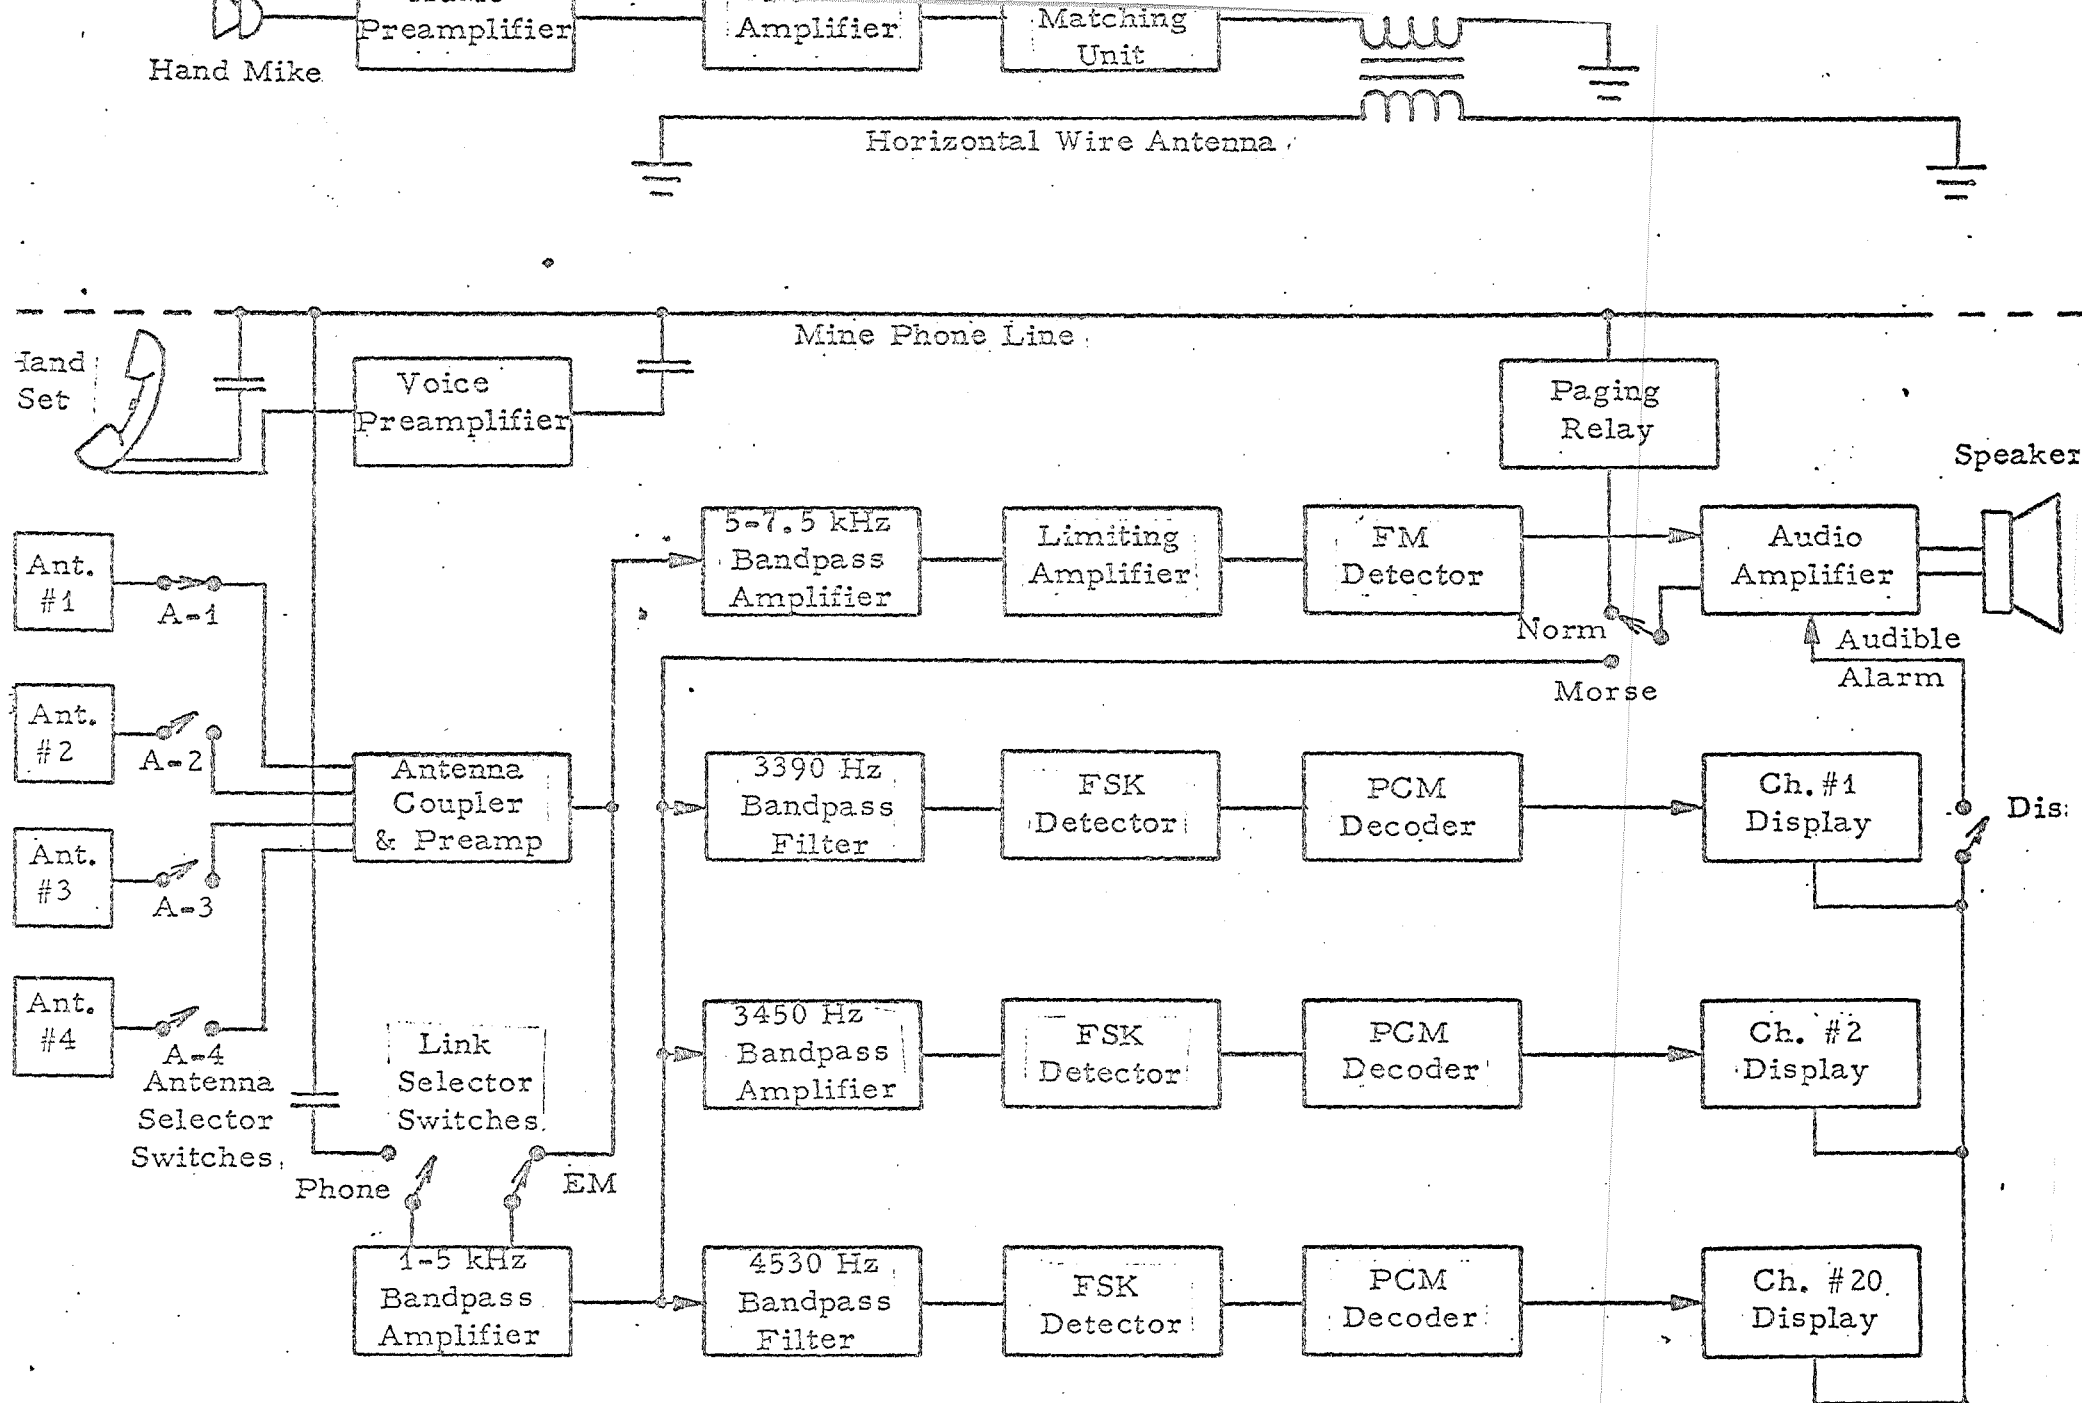 Preamplifier
Amplifier
Matching
Unit
Hand Mike
Horizontal Wire Antenna
Mine Phone Line
Hand
Set
Voice
Preamplifier
Paging
Relay
Speaker
Ant.
#1
A-1
5-7.5 kHz
Bandpass
Amplifier
Limiting
Amplifier
FM
Detector
Audio
Amplifier
Norm
Morse
Audible
Alarm
Ant.
#2
A-2
Antenna
Coupler
& Preamp
3390 Hz
Bandpass
Filter
FSK
Detector
PCM
Decoder
Ch. #1
Display
Dis
Ant.
#3
A-3
Ant.
#4
A-4
Antenna
Selector
Switches
Link
Selector
Switches
3450 Hz
Bandpass
Amplifier
FSK
Detector
PCM
Decoder
Ch. #2
Display
Phone
EM
1-5 kHz
Bandpass
Amplifier
4530 Hz
Bandpass
Filter
FSK
Detector
PCM
Decoder
Ch. #20
Display